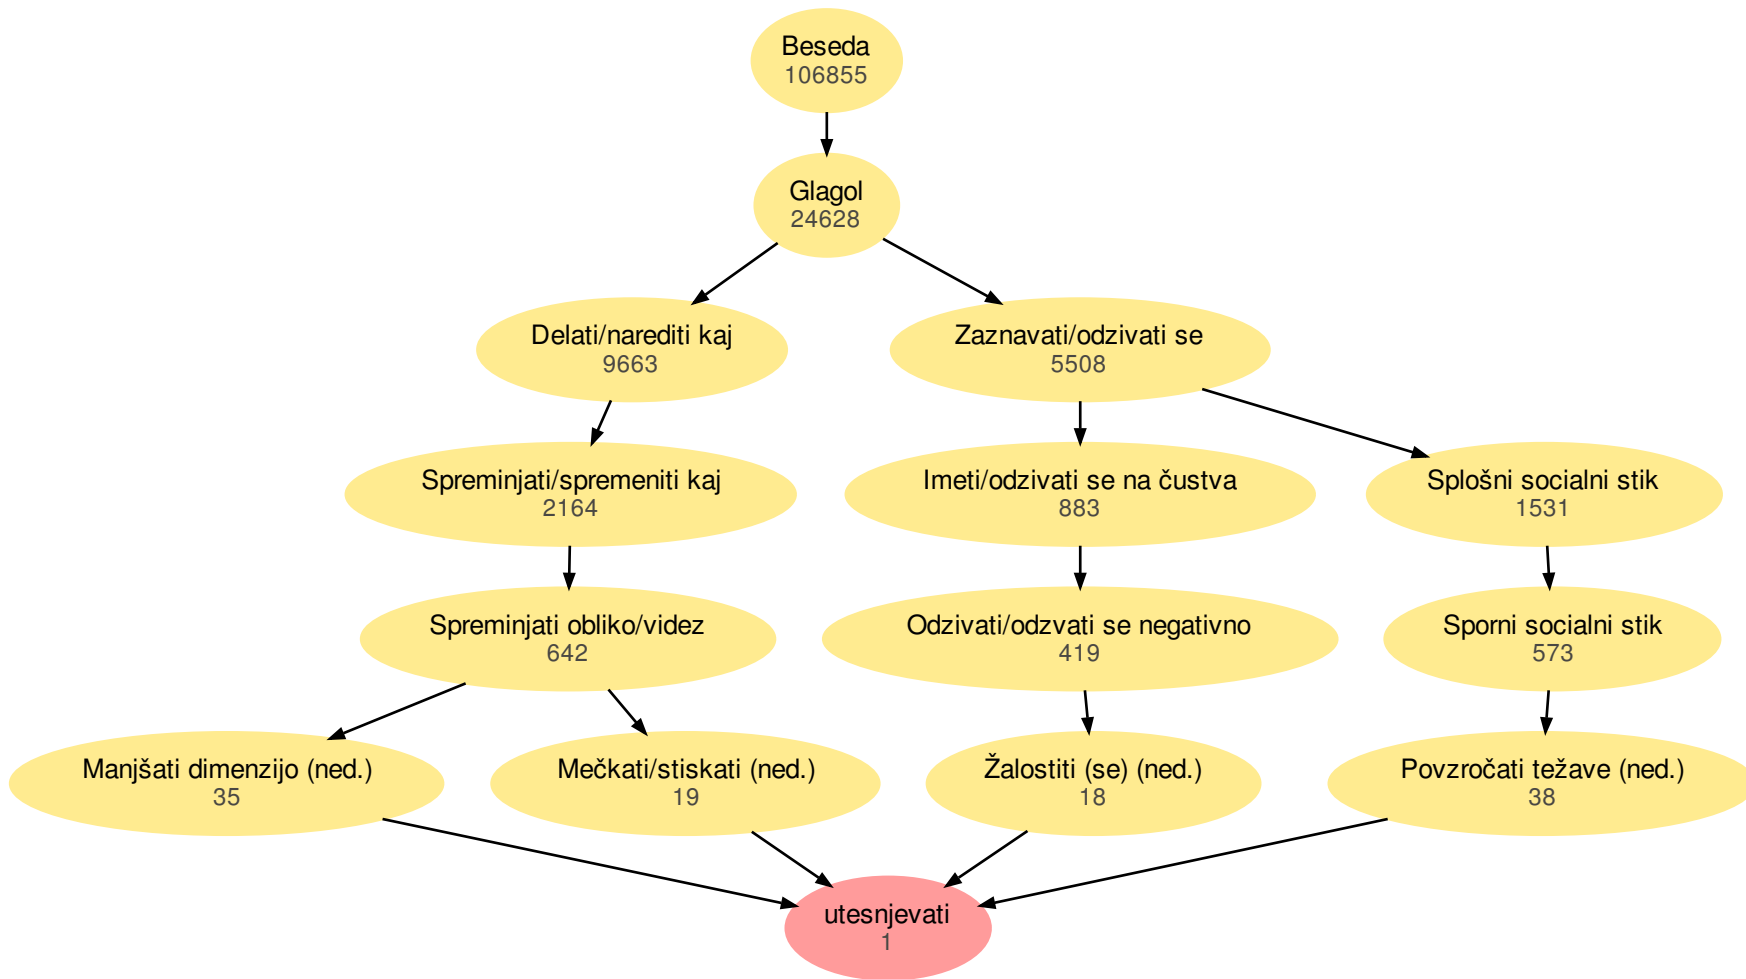 Beseda
106855
Glagol
24628
Delati/narediti kaj
9663
Zaznavati/odzivati se
5508
Spreminjati/spremeniti kaj
2164
Imeti/odzivati se na čustva
883
Splošni socialni stik
1531
Spreminjati obliko/videz
642
Odzivati/odzvati se negativno
419
Sporni socialni stik
573
Manjšati dimenzijo (ned.)
35
Mečkati/stiskati (ned.)
19
Žalostiti (se) (ned.)
18
Povzročati težave (ned.)
38
utesnjevati
1